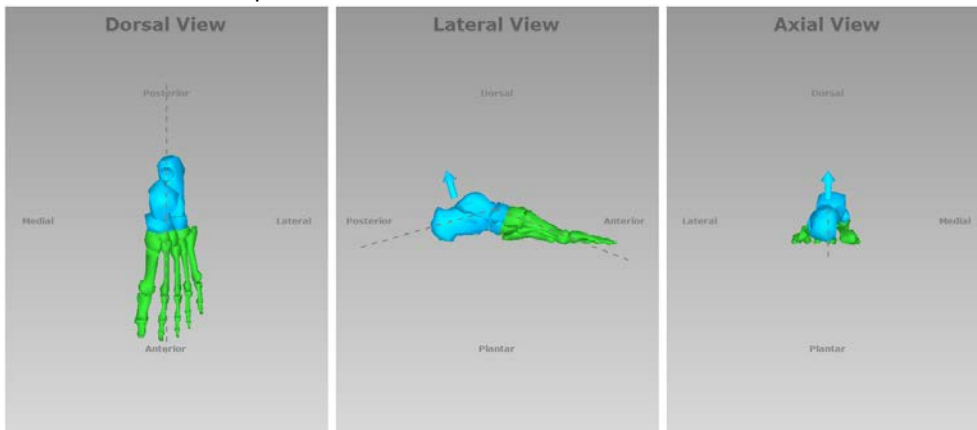 Dorsal View
Posterior
Medial
Lateral
Anterior
Lateral View
Dorsal
Posterior
Anterior
Plantar
Axial View
Dorsal
Lateral
Medial
Plantar